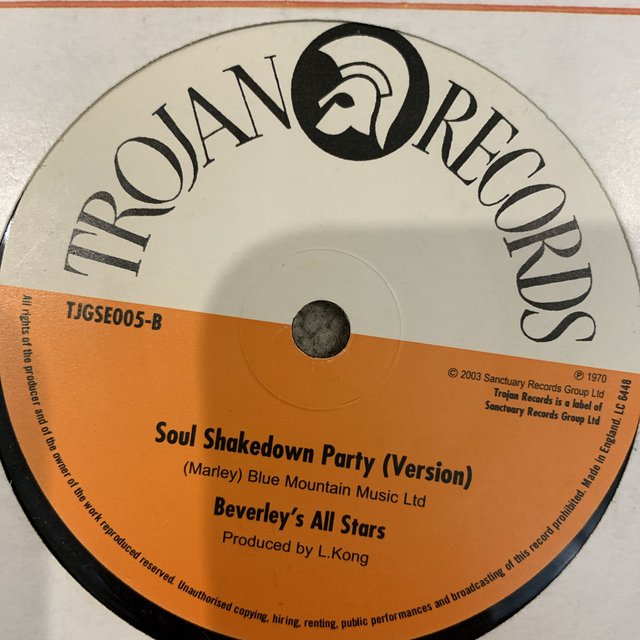 TROJAN RECORDS
TJGSE005-B
℗ 1970
© 2003 Sanctuary Records Group Ltd
Trojan Records is a label of
Sanctuary Records Group Ltd
Soul Shakedown Party (Version)
(Marley) Blue Mountain Music Ltd
Beverley's All Stars
Produced by L.Kong
All rights of the producer and of the owner of the work reproduced reserved. Unauthorised copying, hiring, renting, public performances and broadcasting of this record prohibited. Made in England. LC 6448